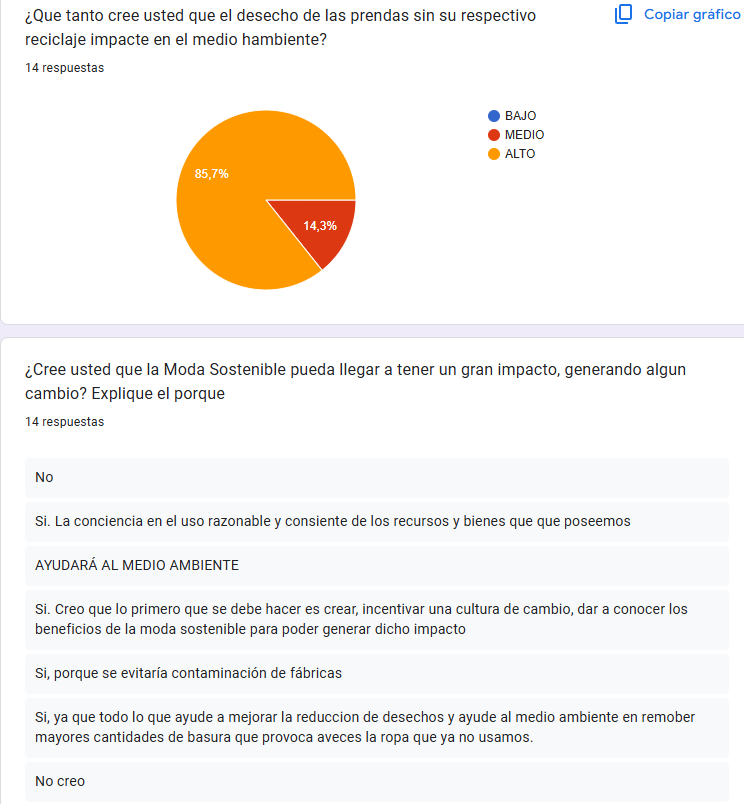 ¿Que tanto cree usted que el desecho de las prendas sin su respectivo
reciclaje impacte en el medio hambiente?
Copiar gráfico
14 respuestas
BAJO
MEDIO
ALTO
85,7%
14,3%
¿Cree usted que la Moda Sostenible pueda llegar a tener un gran impacto, generando algun
cambio? Explique el porque
14 respuestas
No
Si. La conciencia en el uso razonable y consiente de los recursos y bienes que que poseemos
AYUDARÁ AL MEDIO AMBIENTE
Si. Creo que lo primero que se debe hacer es crear, incentivar una cultura de cambio, dar a conocer los
beneficios de la moda sostenible para poder generar dicho impacto
Si, porque se evitaría contaminación de fábricas
Si, ya que todo lo que ayude a mejorar la reduccion de desechos y ayude al medio ambiente en remober
mayores cantidades de basura que provoca aveces la ropa que ya no usamos.
No creo